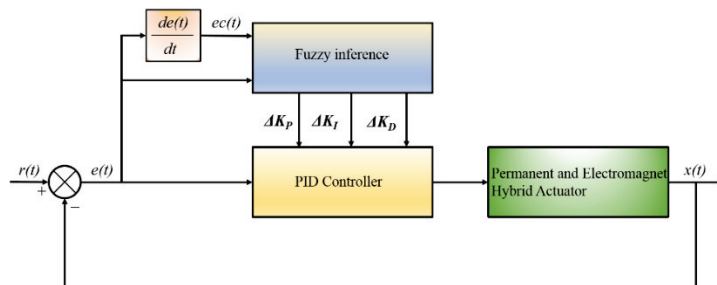 de(t)
dt
ec(t)
Fuzzy inference
ΔK_P
ΔK_I
ΔK_D
r(t)
+
−
e(t)
PID Controller
Permanent and Electromagnet
Hybrid Actuator
x(t)